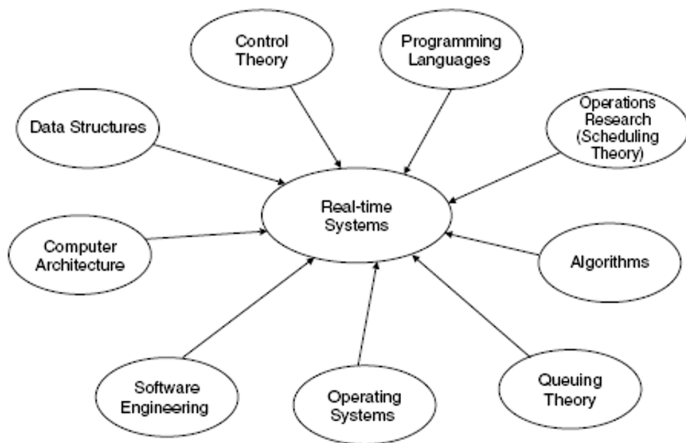 Control
Theory
Programming
Languages
Data Structures
Operations
Research
(Scheduling
Theory)
Real-time
Systems
Computer
Architecture
Algorithms
Software
Engineering
Operating
Systems
Queuing
Theory